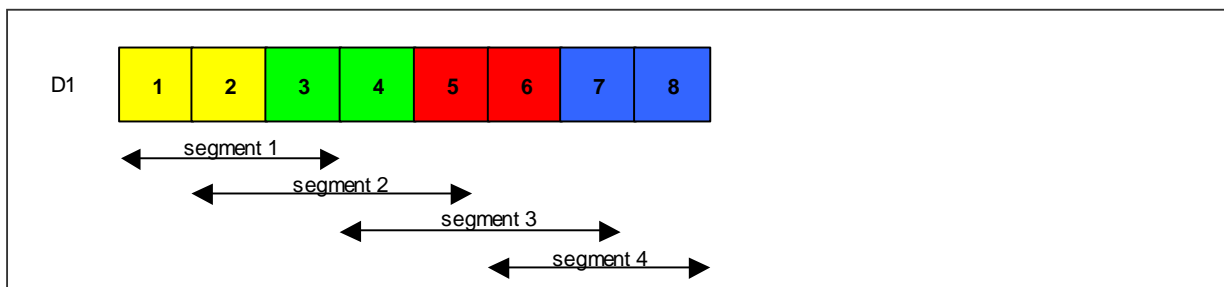 D1 1 2 3 4 5 6 7 8
segment 1
segment 2
segment 3
segment 4